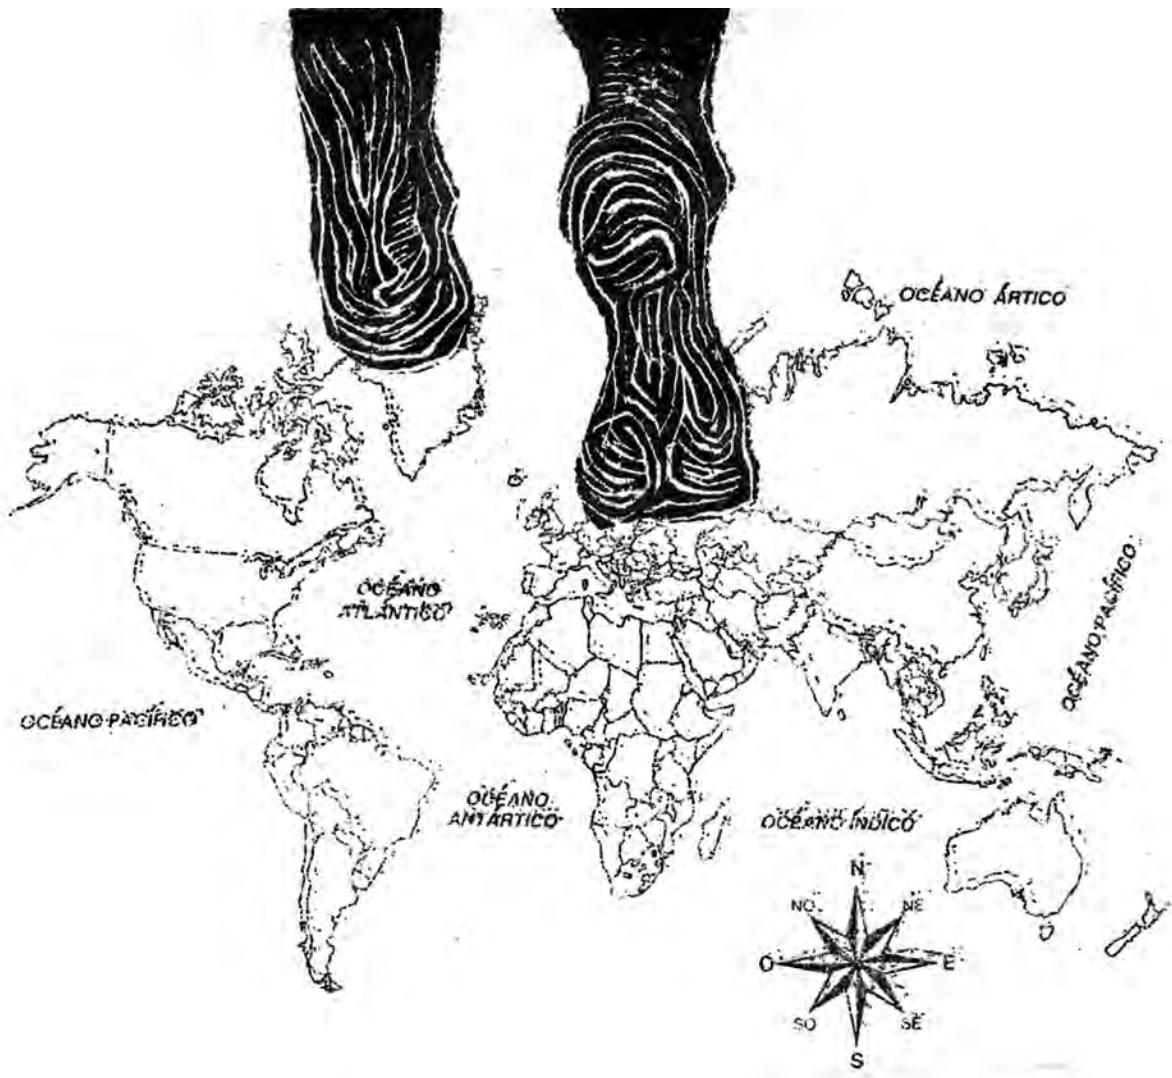 OCÉANO ÁRTICO
OCÉANO
ATLÁNTICO
OCÉANO PACÍFICO
OCÉANO PACÍFICO
OCÉANO
ANTÁRTICO
OCÉANO ÍNDICO
N
NO
NE
O
E
SO
SE
S